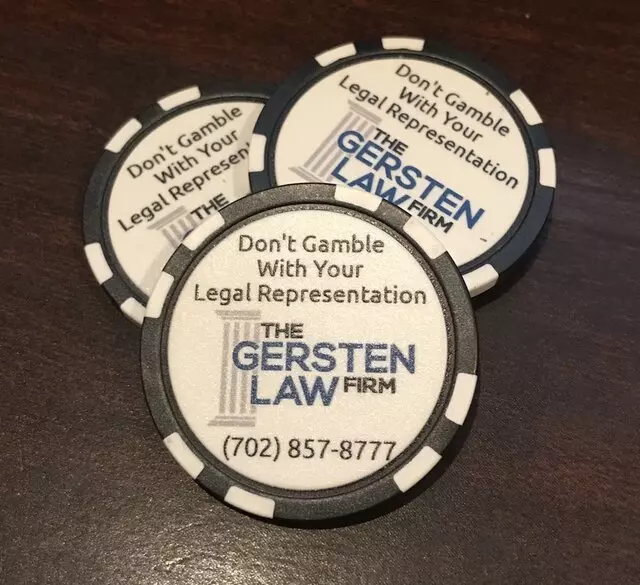 Don't Gamble
With Your
Legal Representation
THE
GERSTEN
LAW FIRM
Don't Gamble
With Your
Legal
THE
Don't Gamble
With Your
Legal Representation
THE
GERSTEN
LAW FIRM
(702) 857-8777